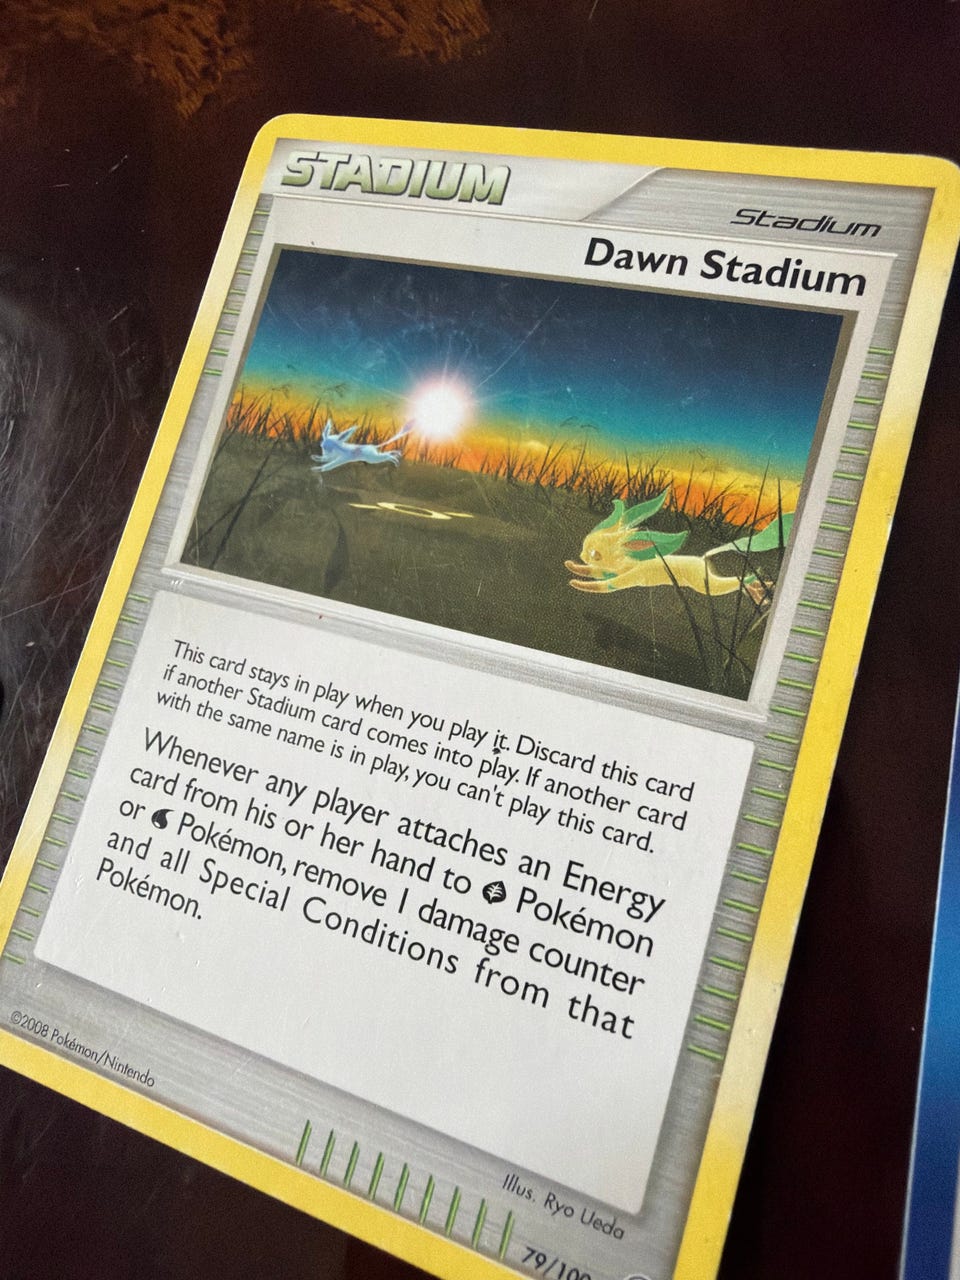 STADIUM
Stadium
Dawn Stadium
This card stays in play when you play it. Discard this card
if another Stadium card comes into play. If another card
with the same name is in play, you can't play this card.
Whenever any player attaches an Energy
card from his or her hand to Pokémon
or Pokémon, remove 1 damage counter
and all Special Conditions from that
Pokémon.
©2008 Pokémon/Nintendo
Illus. Ryo Ueda
79/100